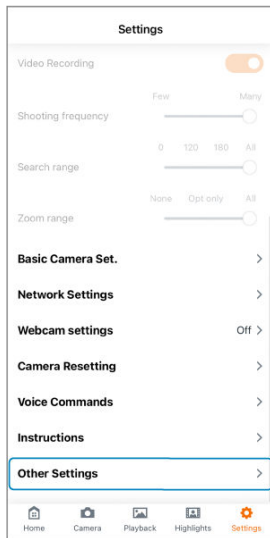 Settings
Video Recording
Few Many
Shooting frequency
0 120 180 All
Search range
None Opt only All
Zoom range
Basic Camera Set.
Network Settings
Webcam settings Off
Camera Resetting
Voice Commands
Instructions
Other Settings
Home Camera Playback Highlights Settings